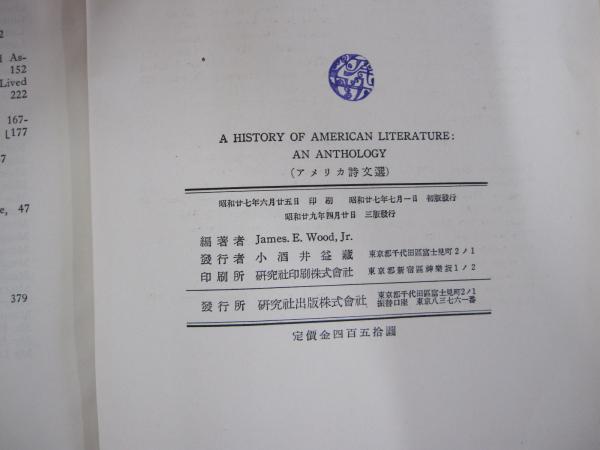 2
l As-
152
Lived
222
167-
177
7
e, 47
379
A HISTORY OF AMERICAN LITERATURE:
AN ANTHOLOGY
(アメリカ詩文選)
昭和廿七年六月廿五日 印刷 昭和廿七年七月一日 初版發行
昭和廿九年四月廿日 三版發行
編著者 James. E. Wood, Jr.
發行者 小酒井益藏 東京都千代田區富士見町2ノ1
印刷所 研究社印刷株式會社 東京都新宿區神樂坂1ノ2
發行所 研究社出版株式會社 東京都千代田區富士見町2ノ1
振替口座 東京八三七六一番
定價金四百五拾圓